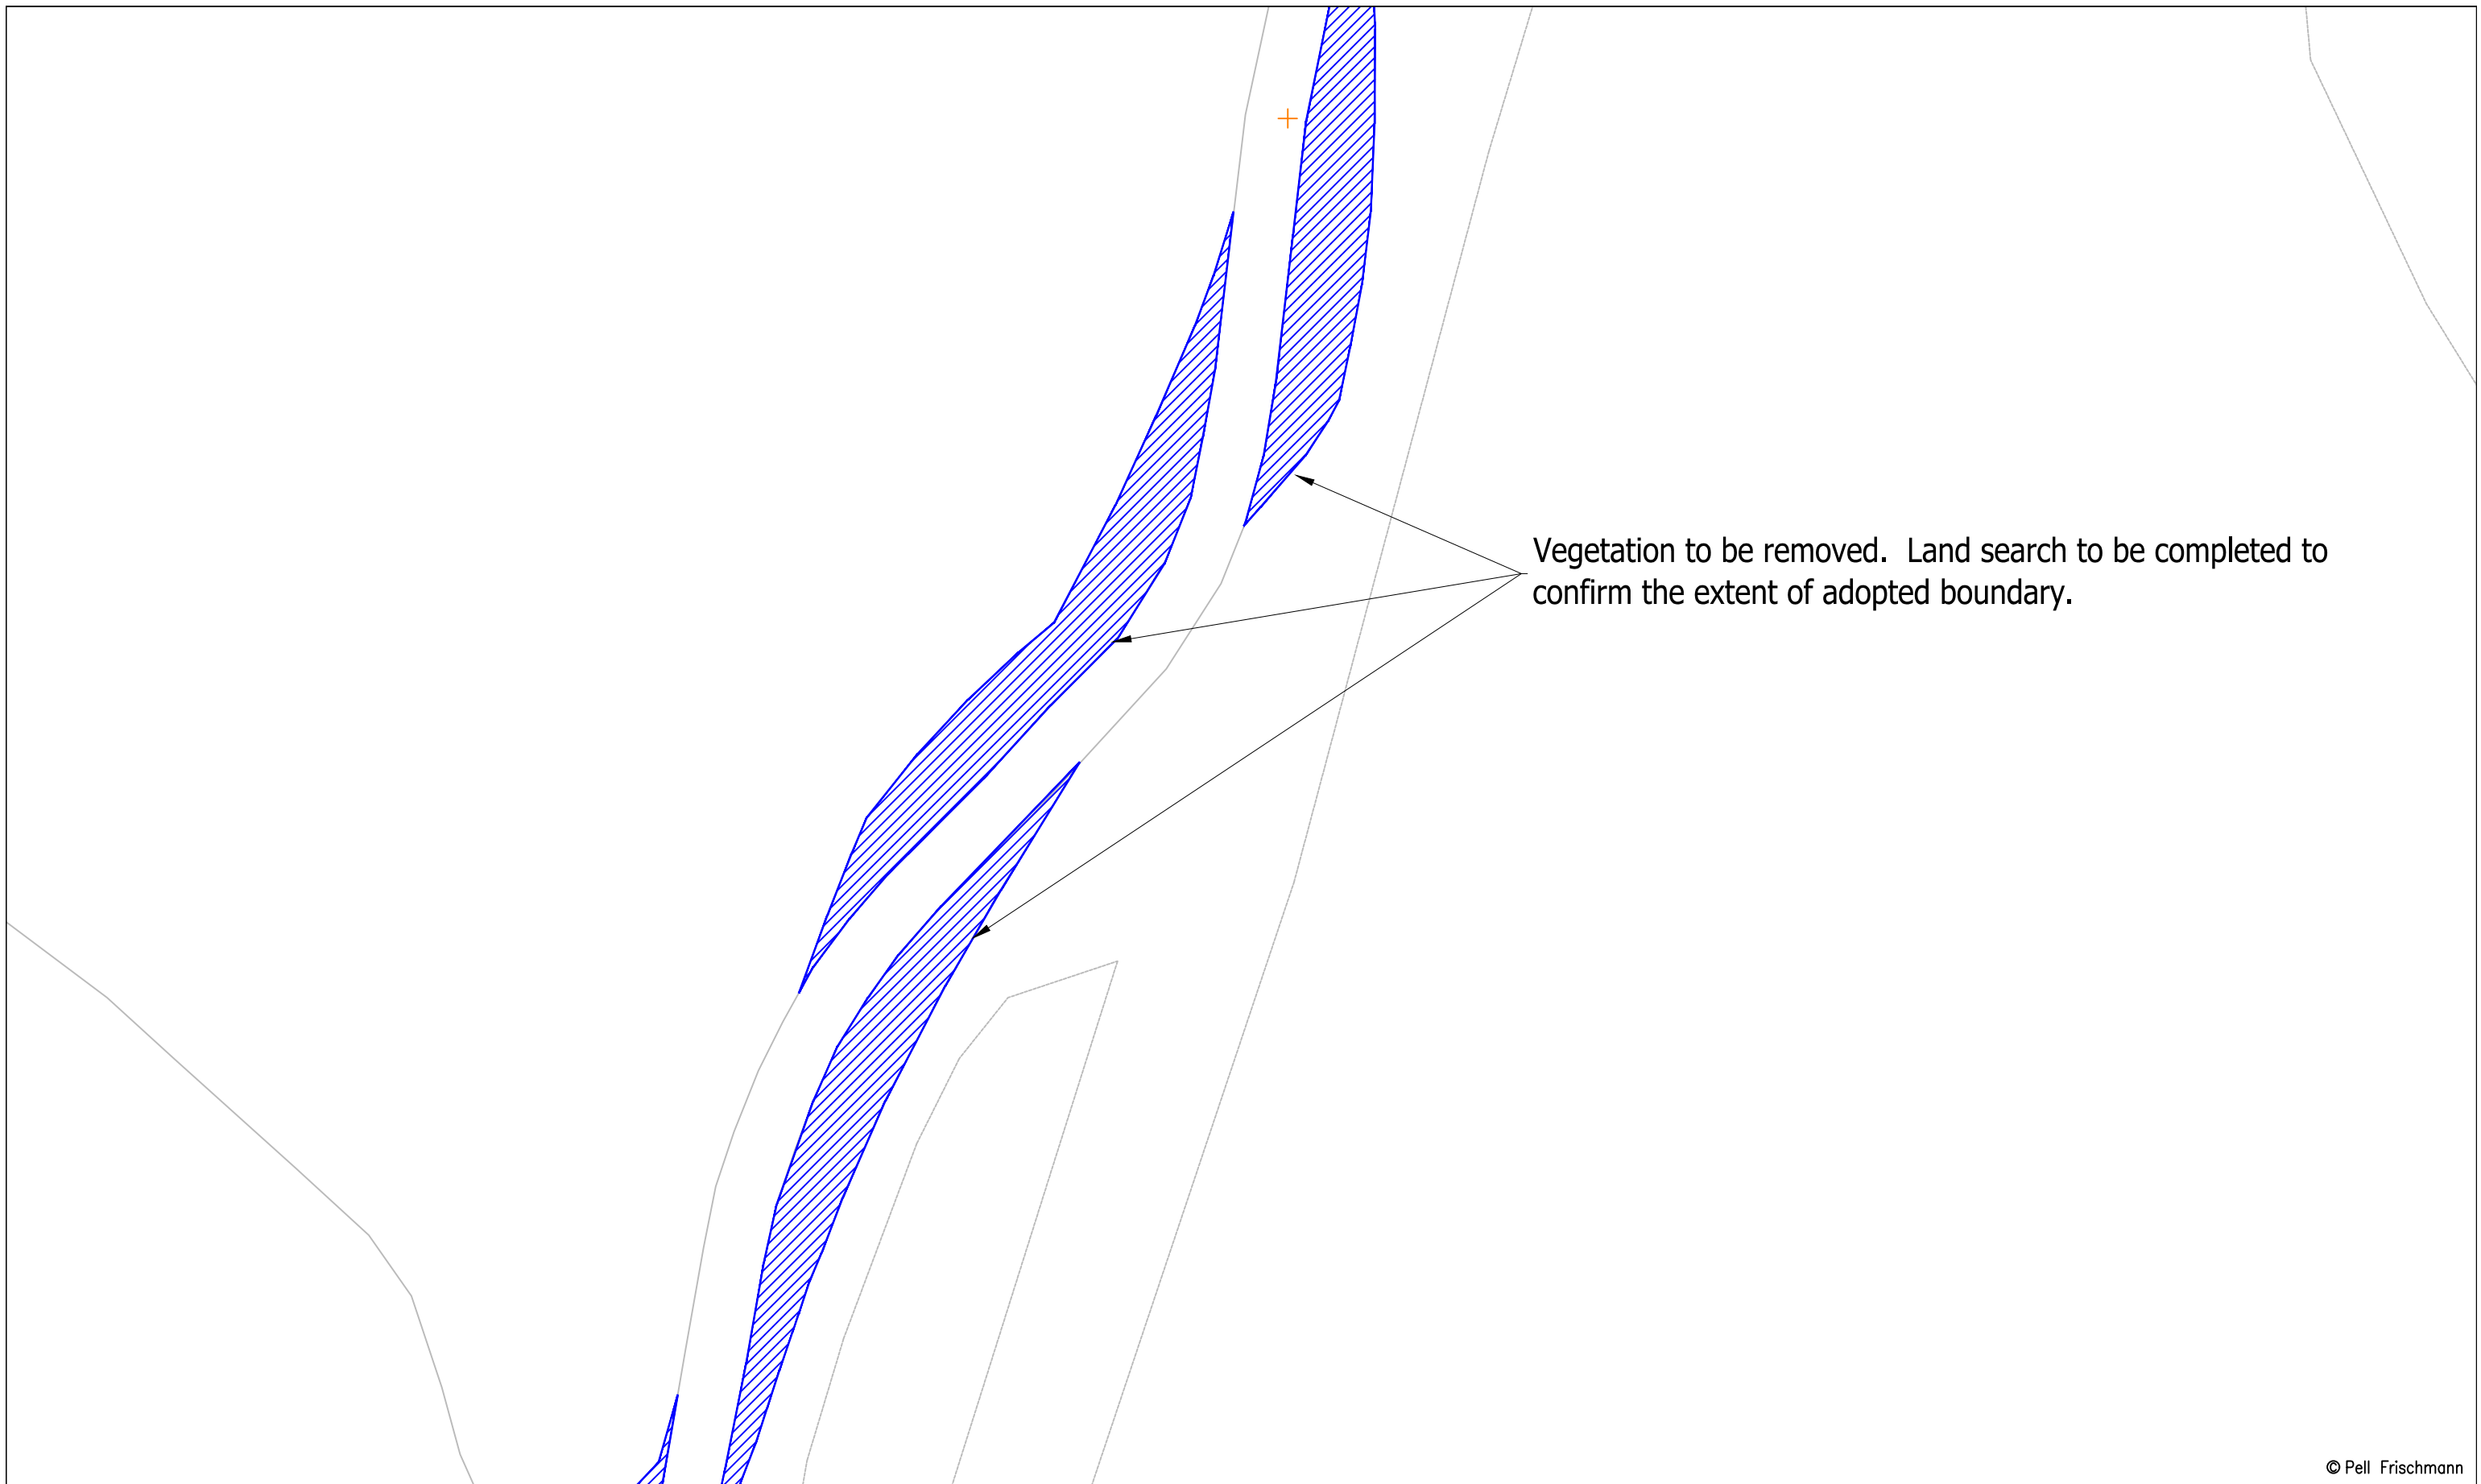 Vegetation to be removed.  Land search to be completed to
confirm the extent of adopted boundary.
© Pell Frischmann